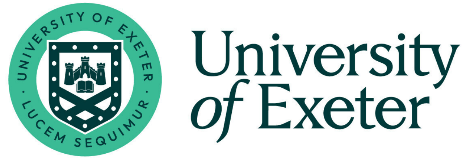 UNIVERSITY OF EXETER
LUCEM SEQUIMUR
University
of Exeter